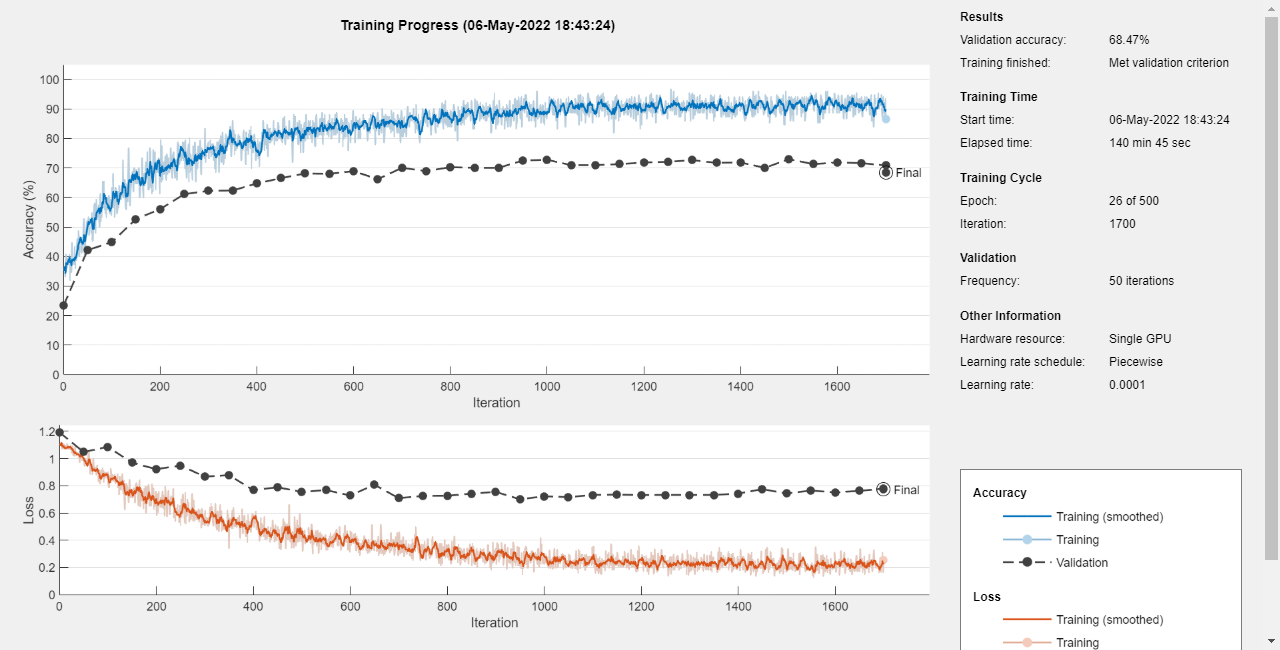 Training Progress (06-May-2022 18:43:24)
100
90
80
70
60
50
40
30
20
10
0
Accuracy (%)
Final
0 200 400 600 800 1000 1200 1400 1600
Iteration
1.2
1
0.8
0.6
0.4
0.2
0
Loss
Final
0 200 400 600 800 1000 1200 1400 1600
Iteration
Results
Validation accuracy: 68.47%
Training finished: Met validation criterion
Training Time
Start time: 06-May-2022 18:43:24
Elapsed time: 140 min 45 sec
Training Cycle
Epoch: 26 of 500
Iteration: 1700
Validation
Frequency: 50 iterations
Other Information
Hardware resource: Single GPU
Learning rate schedule: Piecewise
Learning rate: 0.0001
Accuracy
Training (smoothed)
Training
Validation
Loss
Training (smoothed)
Training